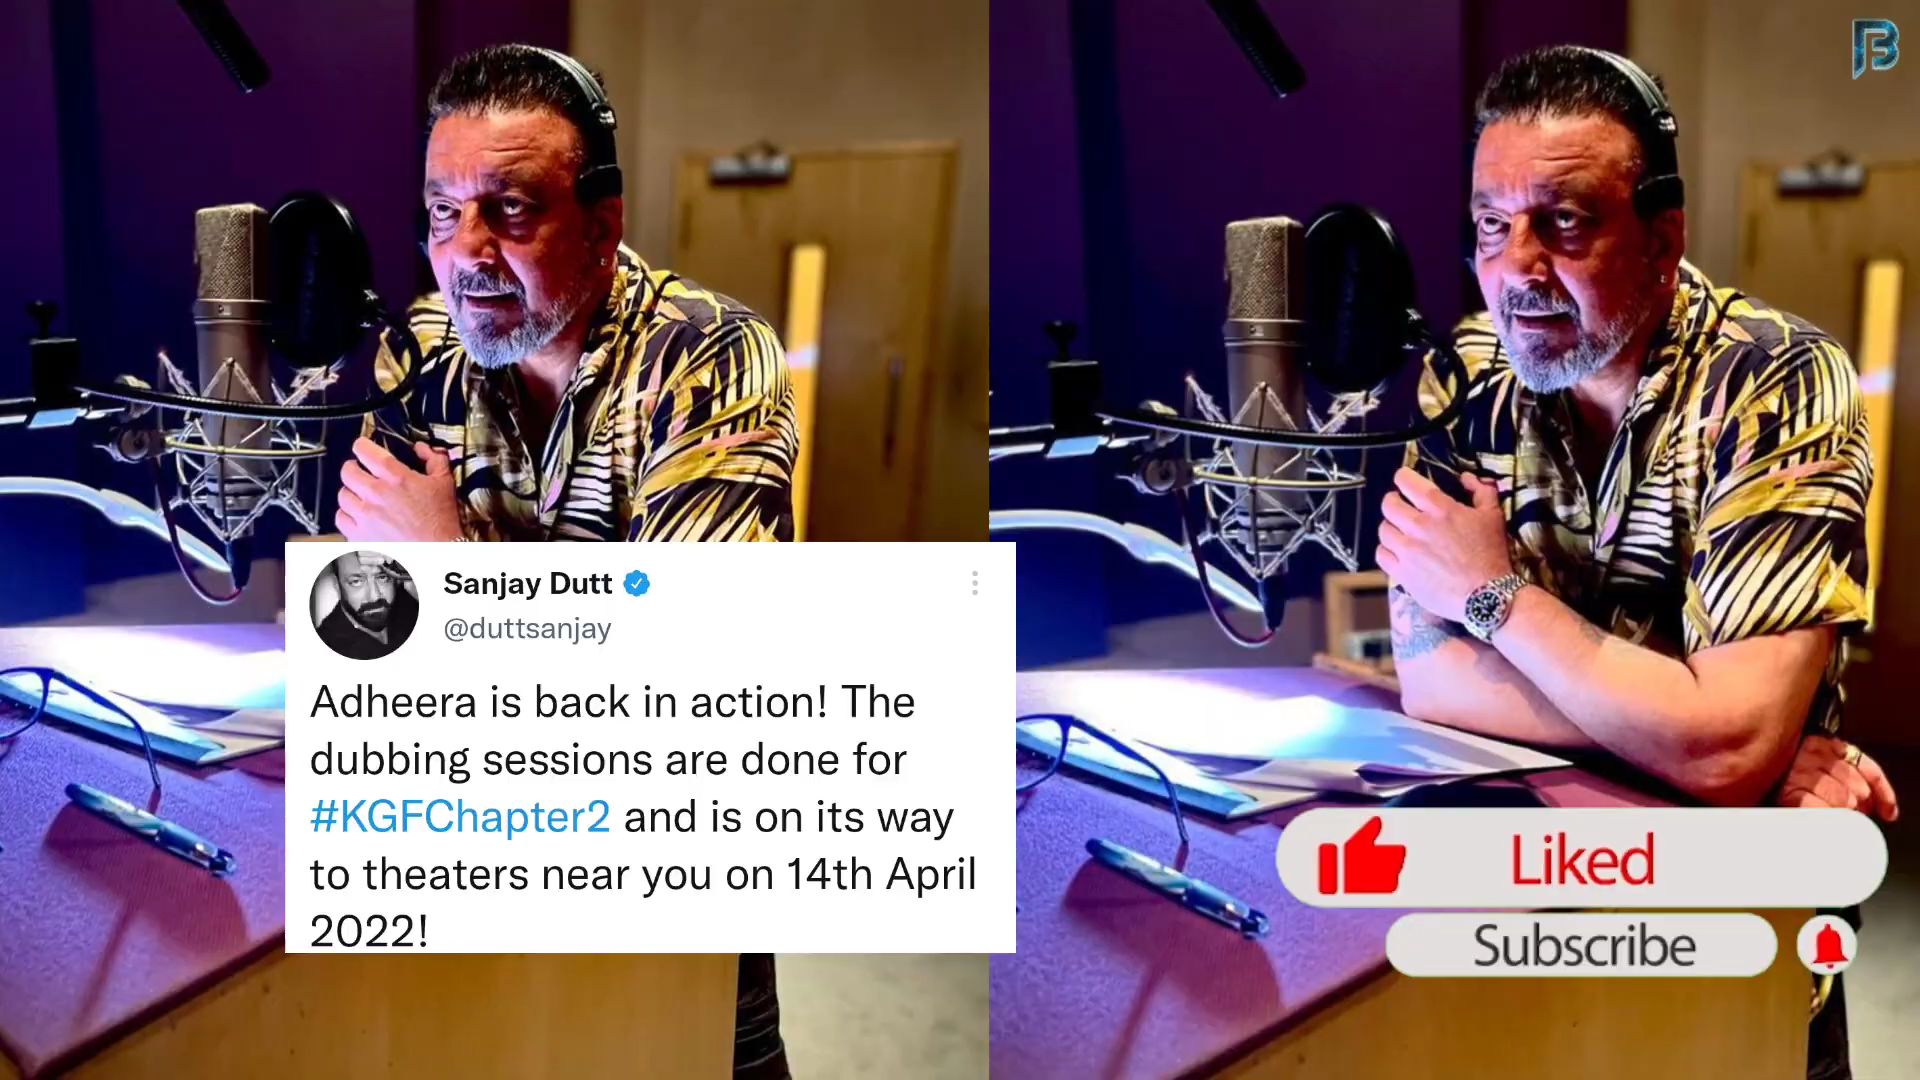 Sanjay Dutt
@duttsanjay
Adheera is back in action! The
dubbing sessions are done for
#KGFChapter2 and is on its way
to theaters near you on 14th April
2022!
Liked
Subscribe